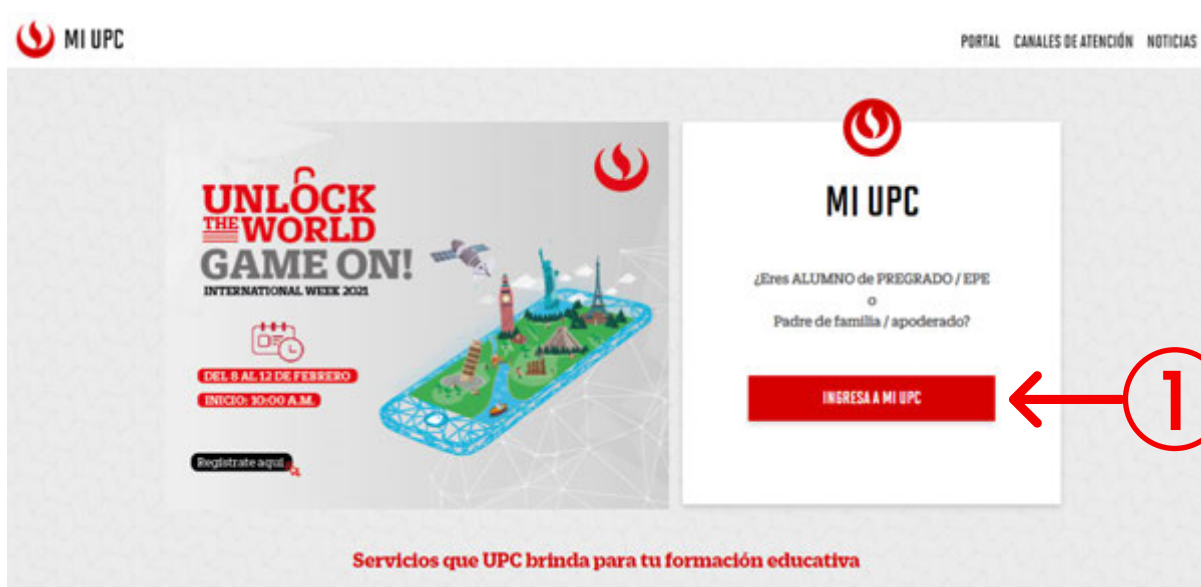 MI UPC
PORTAL CANALES DE ATENCIÓN NOTICIAS
UNLOCK
THE WORLD
GAME ON!
INTERNATIONAL WEEK 2021
DEL 8 AL 12 DE FEBRERO
INICIO: 10:00 A.M.
Regístrate aquí
MI UPC
¿Eres ALUMNO de PREGRADO / EPE
o
Padre de familia / apoderado?
INGRESA A MI UPC
1
Servicios que UPC brinda para tu formación educativa